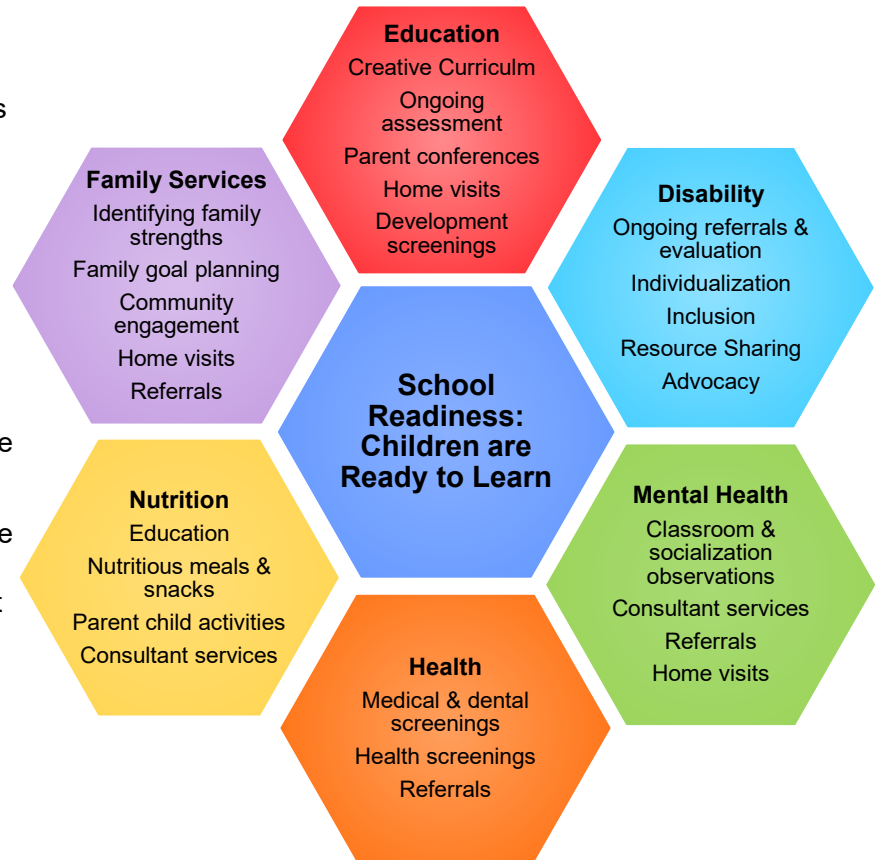 Education
Creative Curriculm
Ongoing
assessment
Parent conferences
Home visits
Development
screenings
s
Family Services
Identifying family
strengths
Family goal planning
Community
engagement
Home visits
Referrals
Disability
Ongoing referrals &
evaluation
Individualization
Inclusion
Resource Sharing
Advocacy
School
Readiness:
Children are
Ready to Learn
e
e
t
Nutrition
Education
Nutritious meals &
snacks
Parent child activities
Consultant services
Mental Health
Classroom &
socialization
observations
Consultant services
Referrals
Home visits
Health
Medical & dental
screenings
Health screenings
Referrals